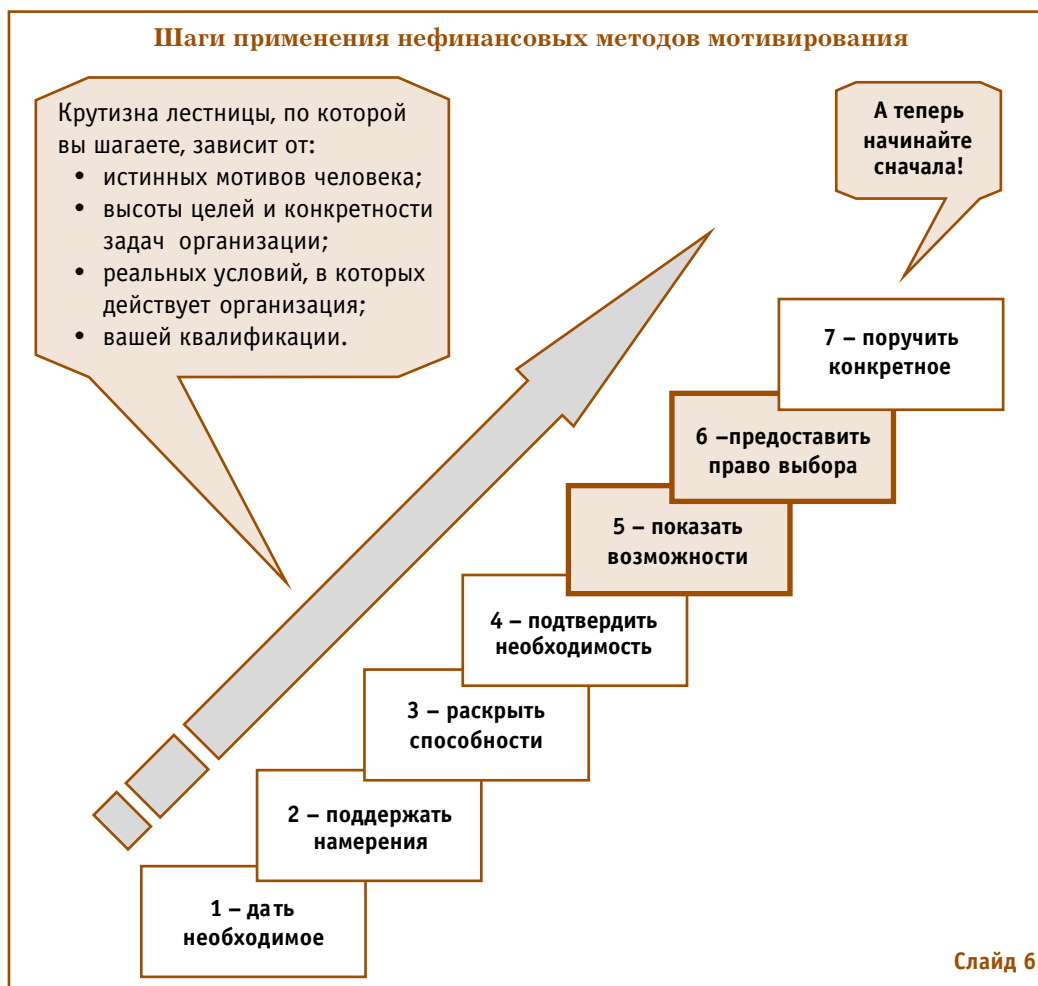 Шаги применения нефинансовых методов мотивирования
Крутизна лестницы, по которой
вы шагаете, зависит от:
• истинных мотивов человека;
• высоты целей и конкретности
задач организации;
• реальных условий, в которых
действует организация;
• вашей квалификации.
А теперь
начинайте
сначала!
7 – поручить
конкретное
6 –предоставить
право выбора
5 – показать
возможности
4 – подтвердить
необходимость
3 – раскрыть
способности
2 – поддержать
намерения
1 – дать
необходимое
Слайд 6